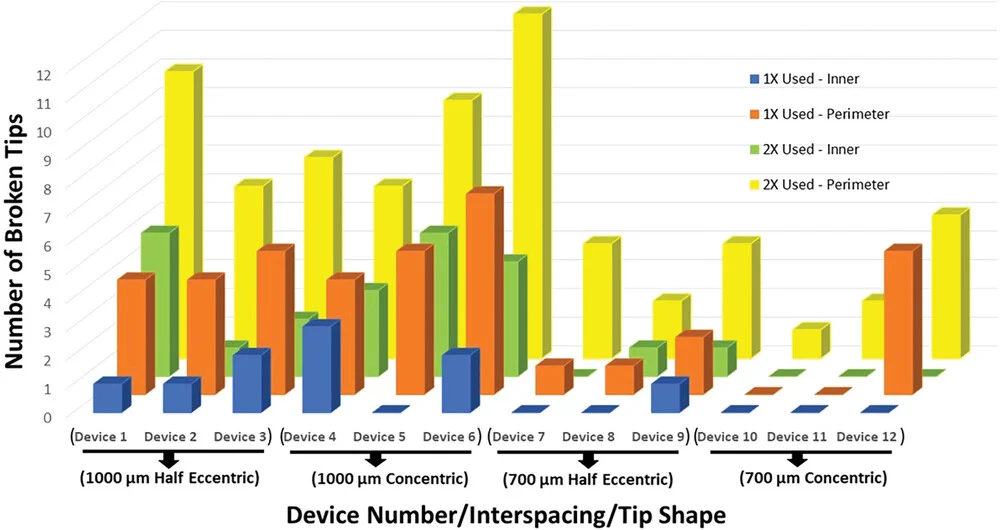 Number of Broken Tips
12
11
10
9
8
7
6
5
4
3
2
1
0
1X Used - Inner
1X Used - Perimeter
2X Used - Inner
2X Used - Perimeter
(Device 1 Device 2 Device 3) (Device 4 Device 5 Device 6) (Device 7 Device 8 Device 9) (Device 10 Device 11 Device 12 )
(1000 μm Half Eccentric) (1000 μm Concentric) (700 μm Half Eccentric) (700 μm Concentric)
Device Number/Interspacing/Tip Shape